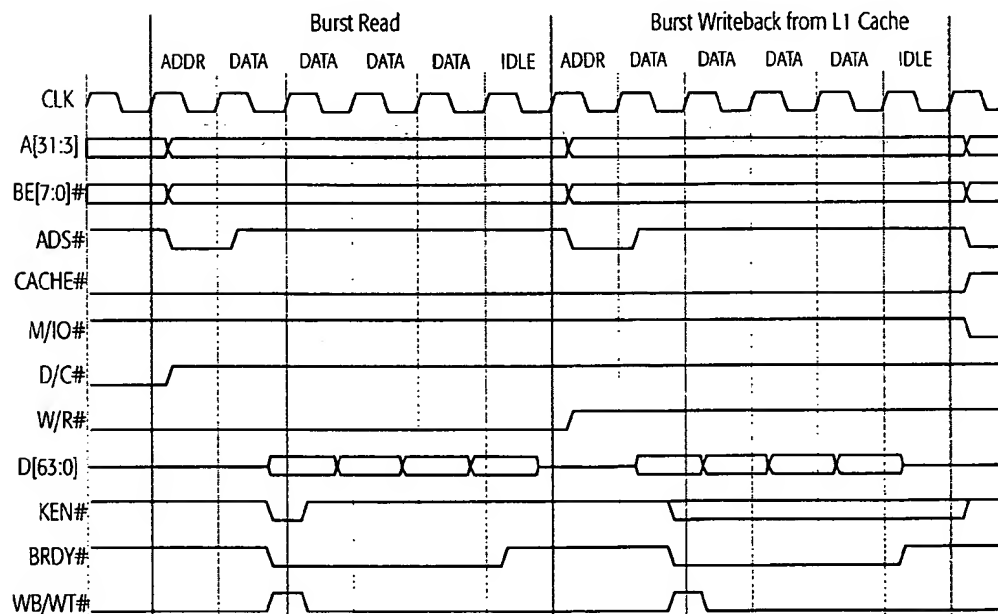 Burst Read Burst Writeback from L1 Cache
ADDR DATA DATA DATA DATA IDLE ADDR DATA DATA DATA DATA IDLE
CLK
A[31:3]
BE[7:0]#
ADS#
CACHE#
M/IO#
D/C#
W/R#
D[63:0]
KEN#
BRDY#
WB/WT#